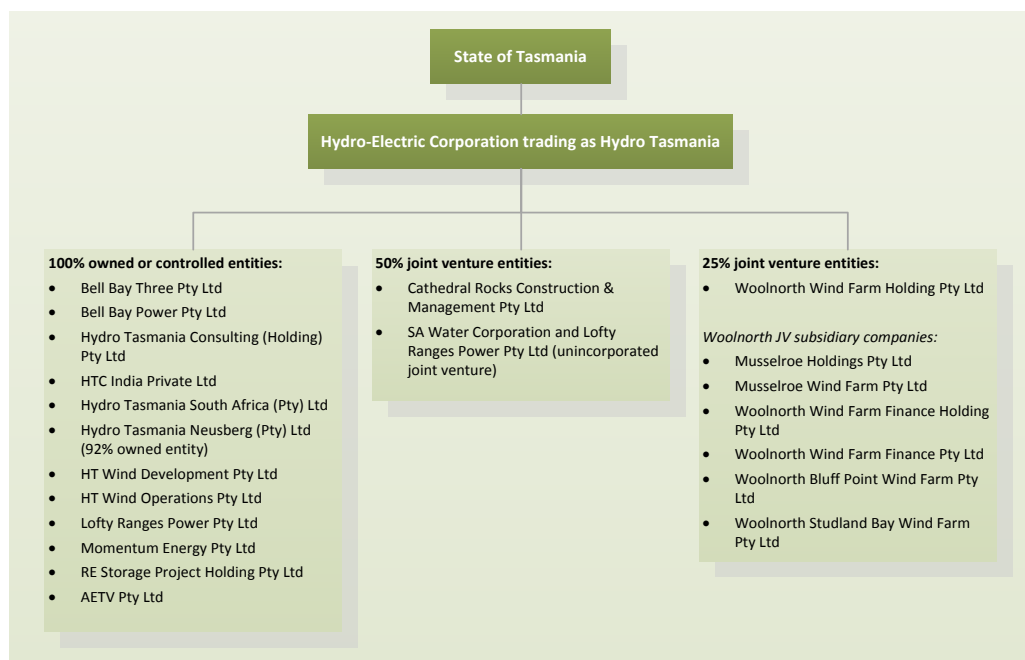 State of Tasmania
Hydro-Electric Corporation trading as Hydro Tasmania
100% owned or controlled entities:
• Bell Bay Three Pty Ltd
• Bell Bay Power Pty Ltd
• Hydro Tasmania Consulting (Holding)
Pty Ltd
• HTC India Private Ltd
• Hydro Tasmania South Africa (Pty) Ltd
• Hydro Tasmania Neusberg (Pty) Ltd
(92% owned entity)
• HT Wind Development Pty Ltd
• HT Wind Operations Pty Ltd
• Lofty Ranges Power Pty Ltd
• Momentum Energy Pty Ltd
• RE Storage Project Holding Pty Ltd
• AETV Pty Ltd
50% joint venture entities:
• Cathedral Rocks Construction &
Management Pty Ltd
• SA Water Corporation and Lofty
Ranges Power Pty Ltd (unincorporated
joint venture)
25% joint venture entities:
• Woolnorth Wind Farm Holding Pty Ltd
Woolnorth JV subsidiary companies:
• Musselroe Holdings Pty Ltd
• Musselroe Wind Farm Pty Ltd
• Woolnorth Wind Farm Finance Holding
Pty Ltd
• Woolnorth Wind Farm Finance Pty Ltd
• Woolnorth Bluff Point Wind Farm Pty
Ltd
• Woolnorth Studland Bay Wind Farm
Pty Ltd